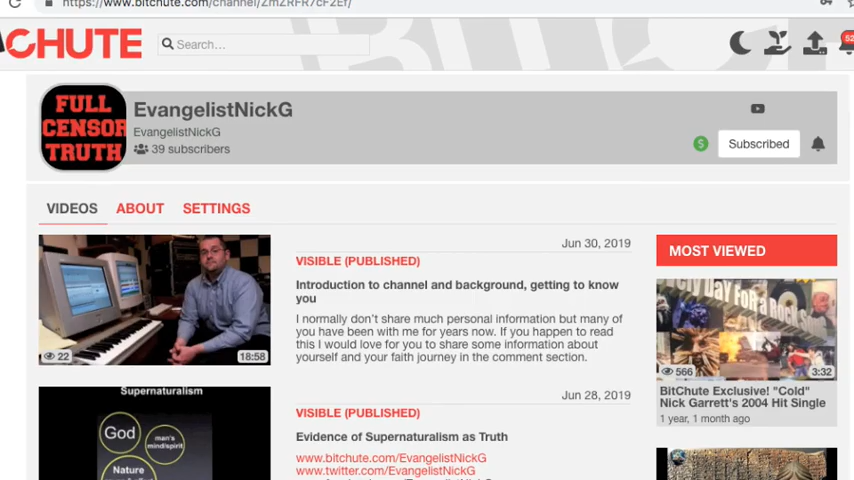 https://www.bitchute.com/channel/ZmZRFR7cF2Ef/
CHUTE
Search...
52
FULL
CENSOR
TRUTH
EvangelistNickG
EvangelistNickG
39 subscribers
Subscribed
VIDEOS
ABOUT
SETTINGS
22
18:58
Jun 30, 2019
VISIBLE (PUBLISHED)
Introduction to channel and background, getting to know
you
I normally don't share much personal information but many of
you have been with me for years now. If you happen to read
this I would love for you to share some information about
yourself and your faith journey in the comment section.
Supernaturalism
God
man's
mind/spirit
Nature
Jun 28, 2019
VISIBLE (PUBLISHED)
Evidence of Supernaturalism as Truth
www.bitchute.com/EvangelistNickG
www.twitter.com/EvangelistNickG
MOST VIEWED
566
3:32
BitChute Exclusive! "Cold"
Nick Garrett's 2004 Hit Single
1 year, 1 month ago